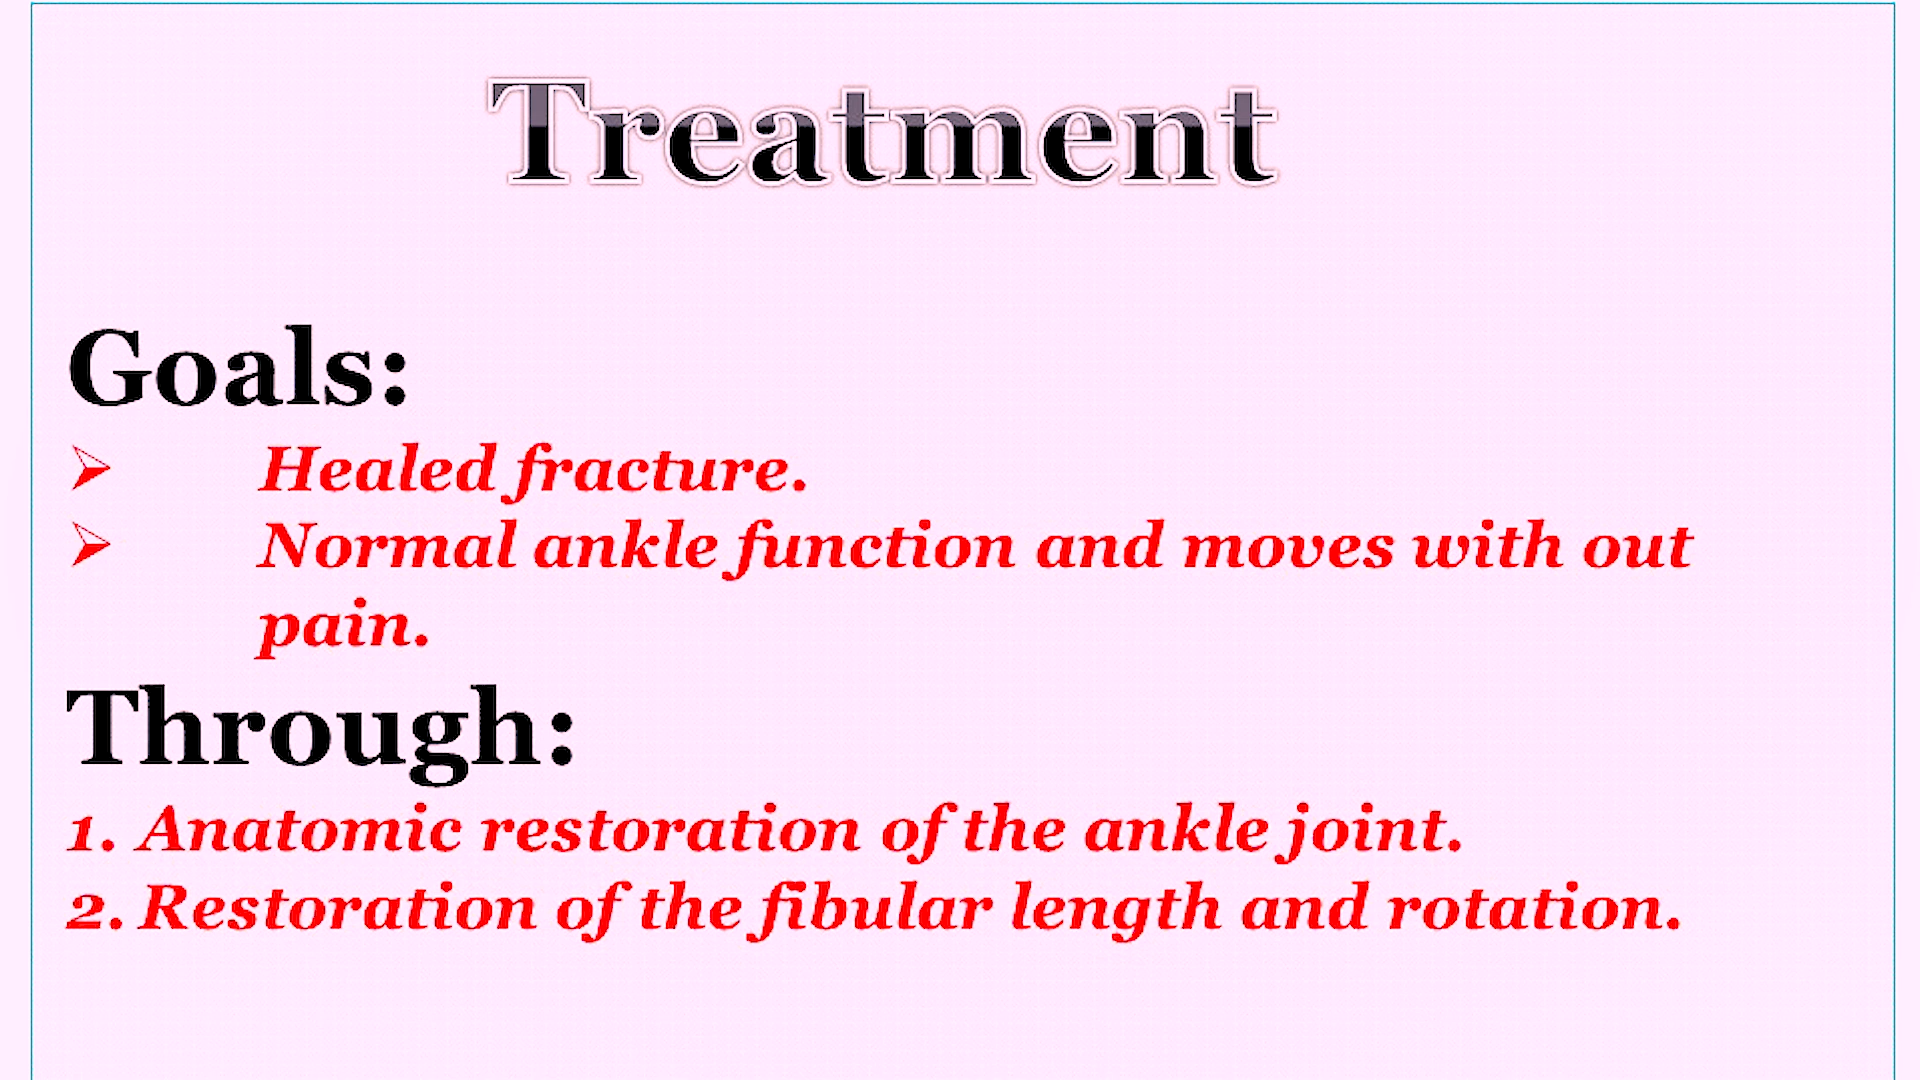 Treatment
Goals:
➢ Healed fracture.
➢ Normal ankle function and moves with out
pain.
Through:
1. Anatomic restoration of the ankle joint.
2. Restoration of the fibular length and rotation.